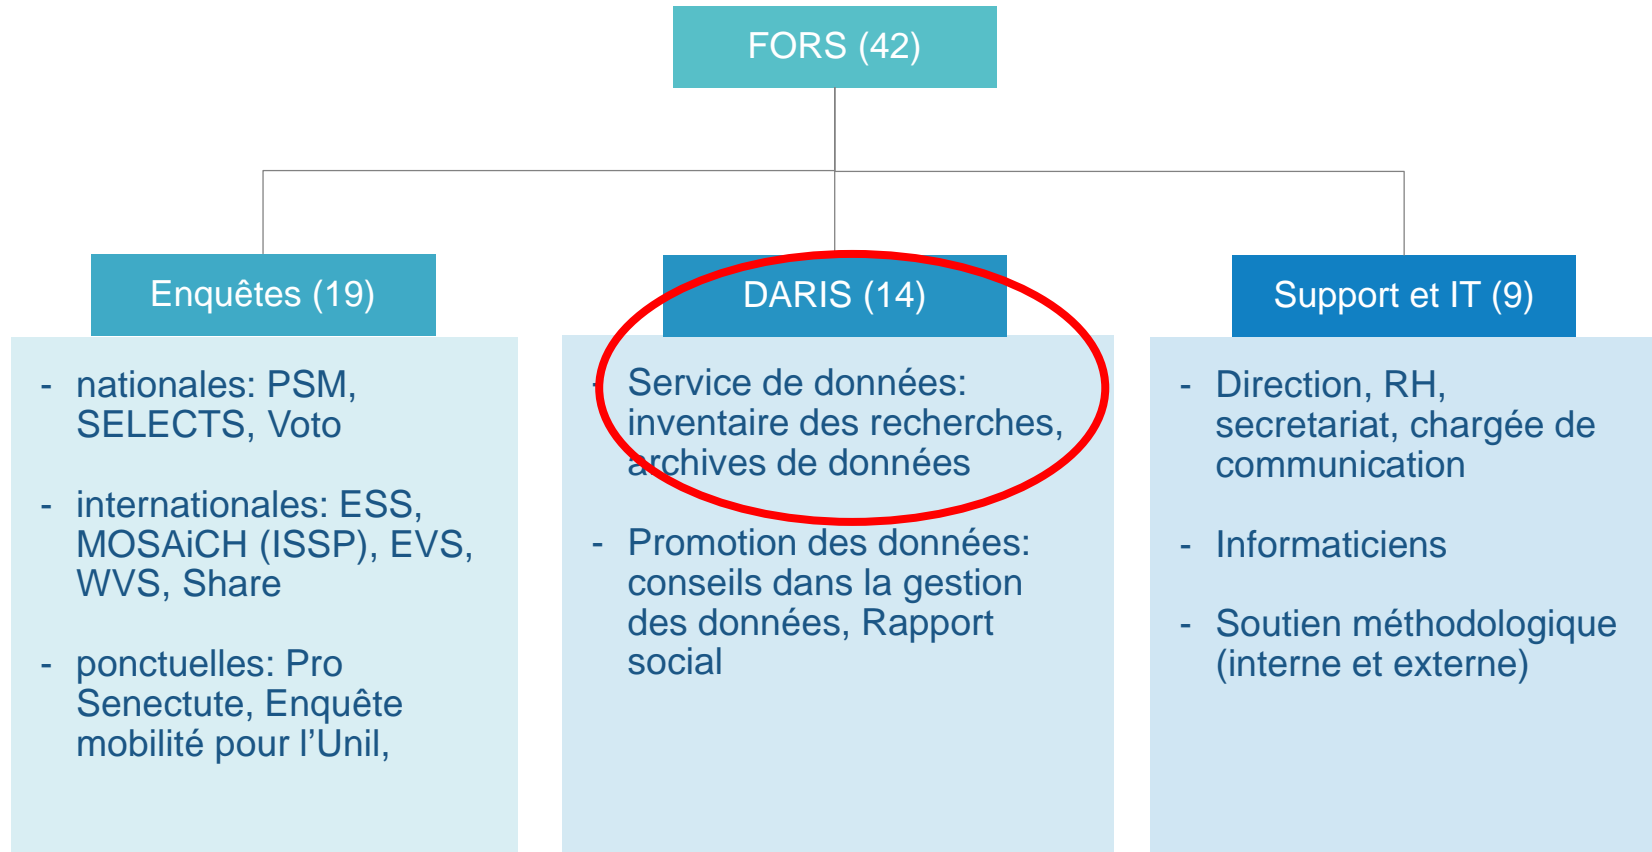 FORS (42)
Enquêtes (19)
- nationales: PSM,
SELECTS, Voto
- internationales: ESS,
MOSAiCH (ISSP), EVS,
WVS, Share
- ponctuelles: Pro
Senectute, Enquête
mobilité pour l’Unil,
DARIS (14)
- Service de données:
inventaire des recherches,
archives de données
- Promotion des données:
conseils dans la gestion
des données, Rapport
social
Support et IT (9)
- Direction, RH,
secretariat, chargée de
communication
- Informaticiens
- Soutien méthodologique
(interne et externe)